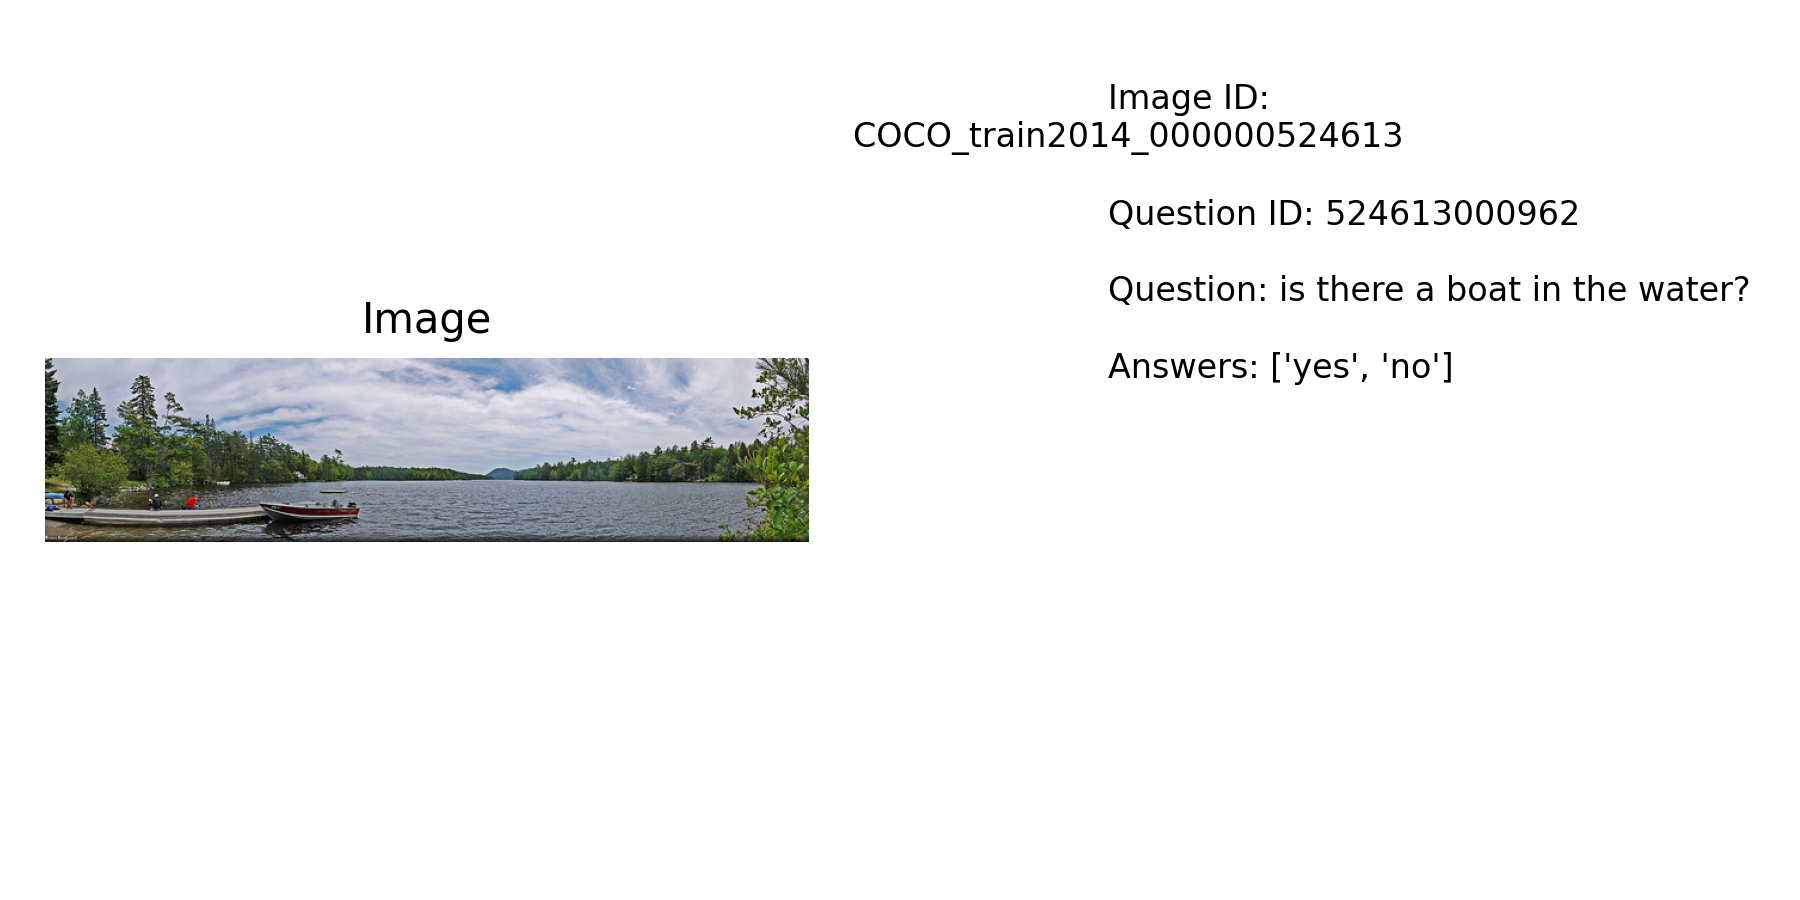 Image
Image ID:
COCO_train2014_000000524613
Question ID: 524613000962
Question: is there a boat in the water?
Answers: ['yes', 'no']